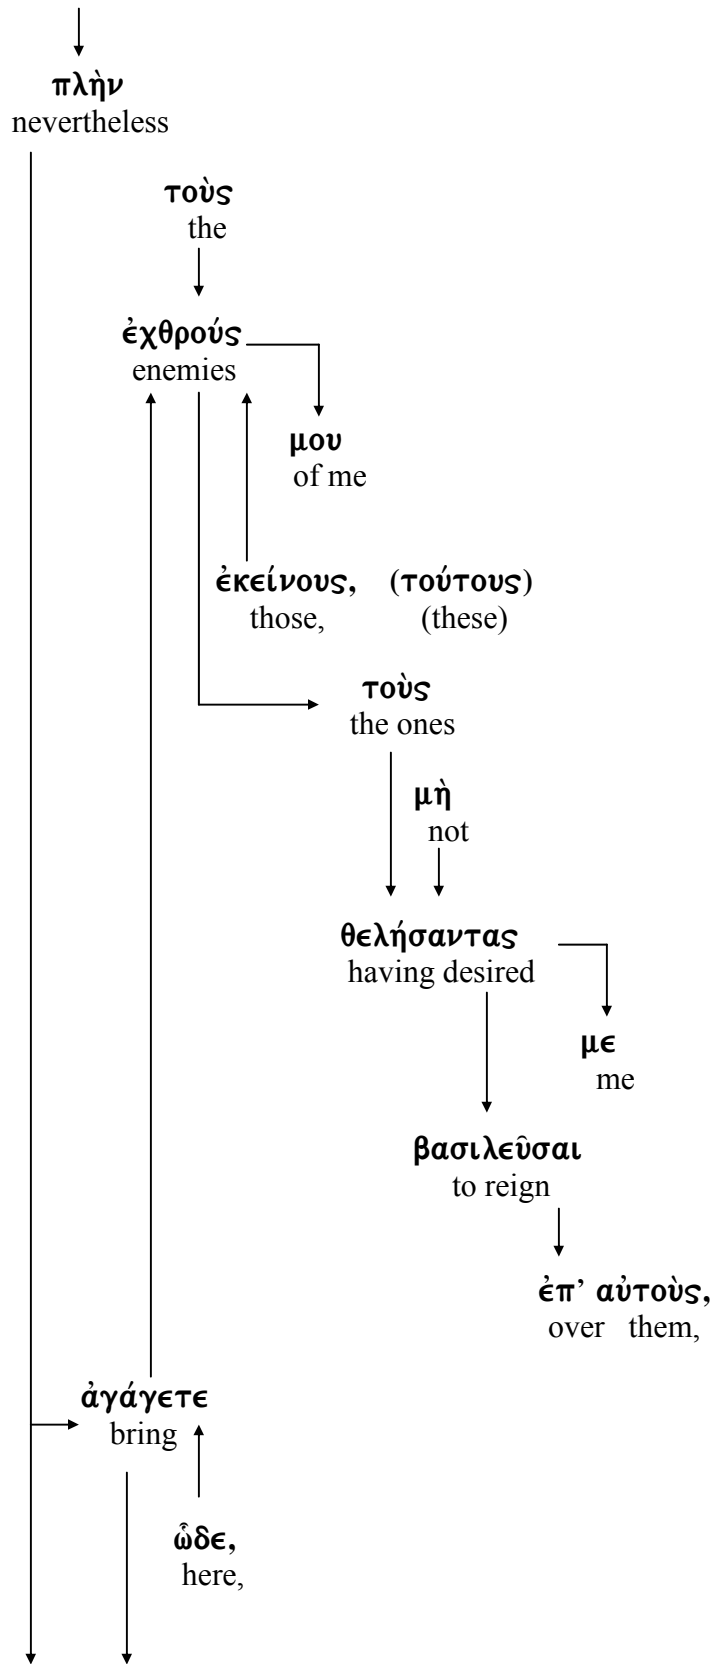 πλὴν
nevertheless
τοὺς
the
ἐχθρούς
enemies
μου
of me
ἐκείνους, (τούτους)
those, (these)
τοὺς
the ones
μὴ
not
θελήσαντας
having desired
με
me
βασιλεῦσαι
to reign
ἐπ’ αὐτοὺς,
over them,
ἀγάγετε
bring
ὧδε,
here,